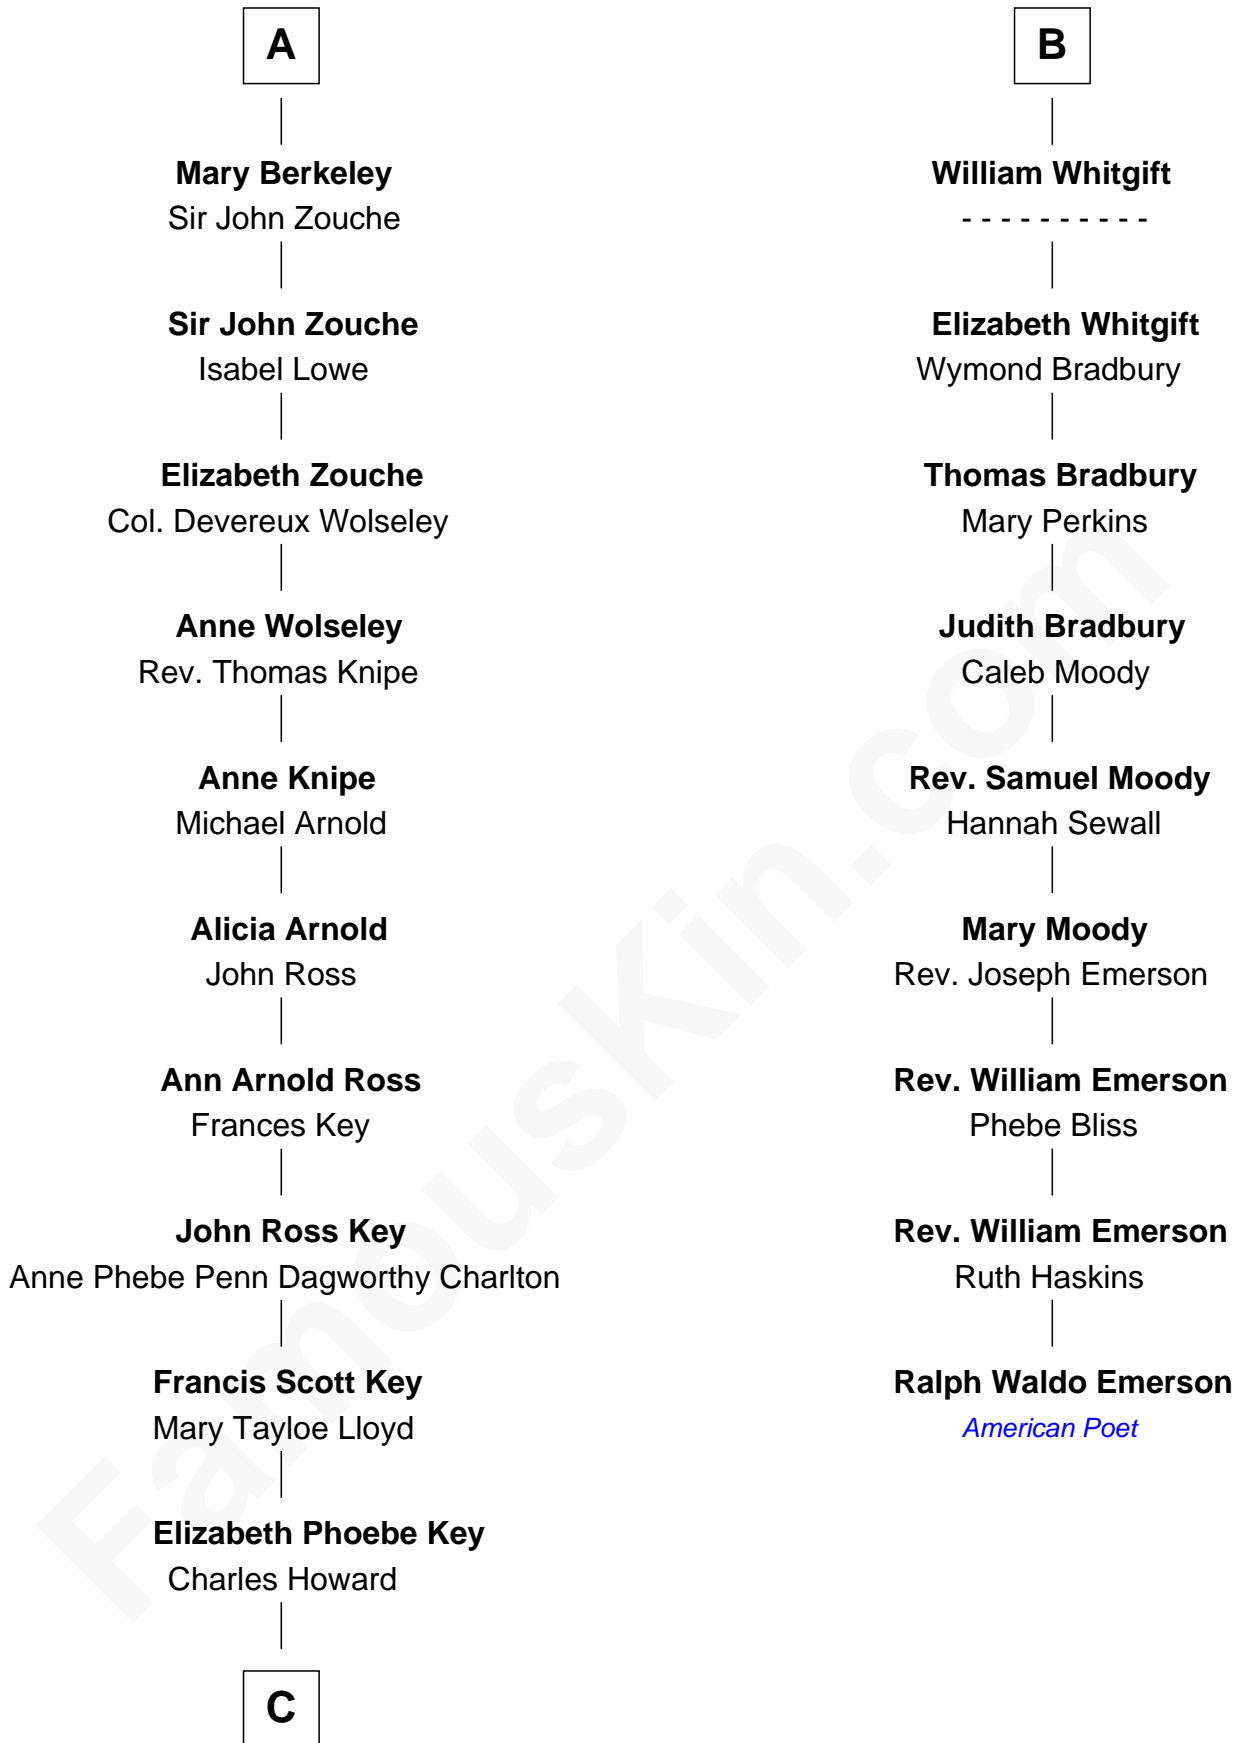 A
Mary Berkeley
Sir John Zouche
Sir John Zouche
Isabel Lowe
Elizabeth Zouche
Col. Devereux Wolseley
Anne Wolseley
Rev. Thomas Knipe
Anne Knipe
Michael Arnold
Alicia Arnold
John Ross
Ann Arnold Ross
Frances Key
John Ross Key
Anne Phebe Penn Dagworthy Charlton
Francis Scott Key
Mary Tayloe Lloyd
Elizabeth Phoebe Key
Charles Howard
C
B
William Whitgift
- - - - - - - - - -
Elizabeth Whitgift
Wymond Bradbury
Thomas Bradbury
Mary Perkins
Judith Bradbury
Caleb Moody
Rev. Samuel Moody
Hannah Sewall
Mary Moody
Rev. Joseph Emerson
Rev. William Emerson
Phebe Bliss
Rev. William Emerson
Ruth Haskins
Ralph Waldo Emerson
American Poet
FamousKin.com